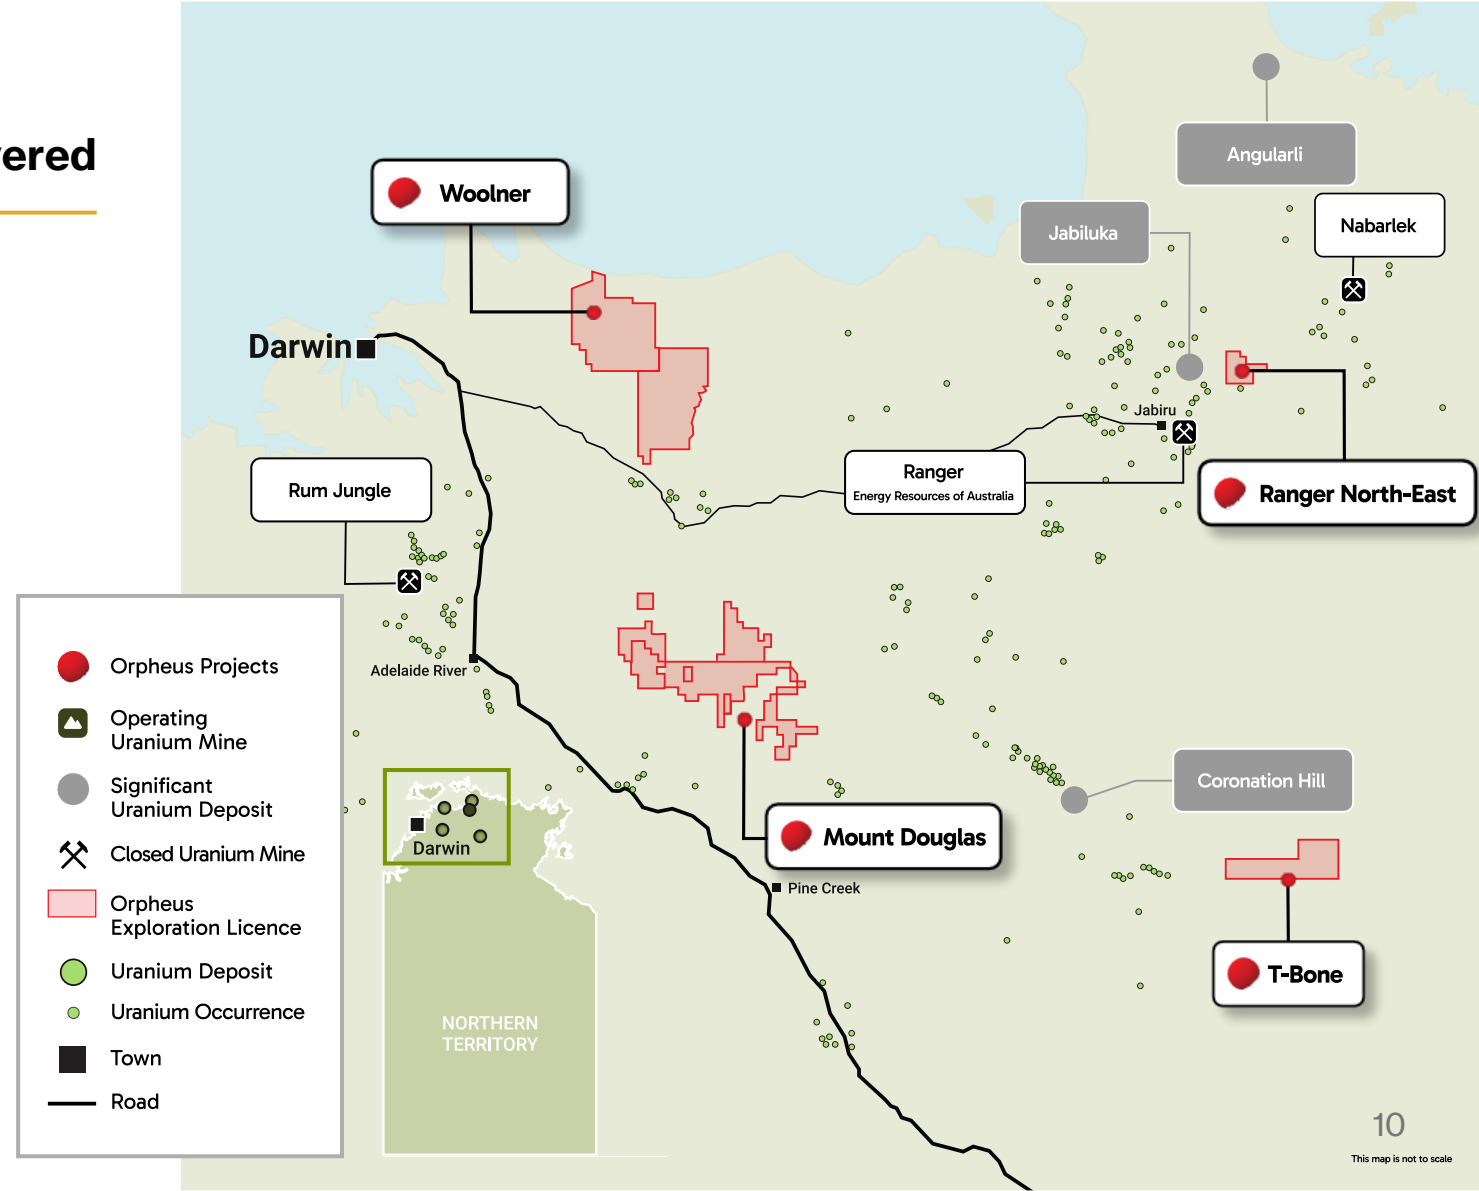 ered
Woolner
Angularli
Jabiluka
Nabarlek
Darwin
Jabiru
Ranger
Energy Resources of Australia
Ranger North-East
Rum Jungle
Adelaide River
Orpheus Projects
Operating
Uranium Mine
Significant
Uranium Deposit
Closed Uranium Mine
Orpheus
Exploration Licence
Uranium Deposit
Uranium Occurrence
Town
Road
Coronation Hill
Mount Douglas
Pine Creek
T-Bone
Darwin
NORTHERN
TERRITORY
10
This map is not to scale